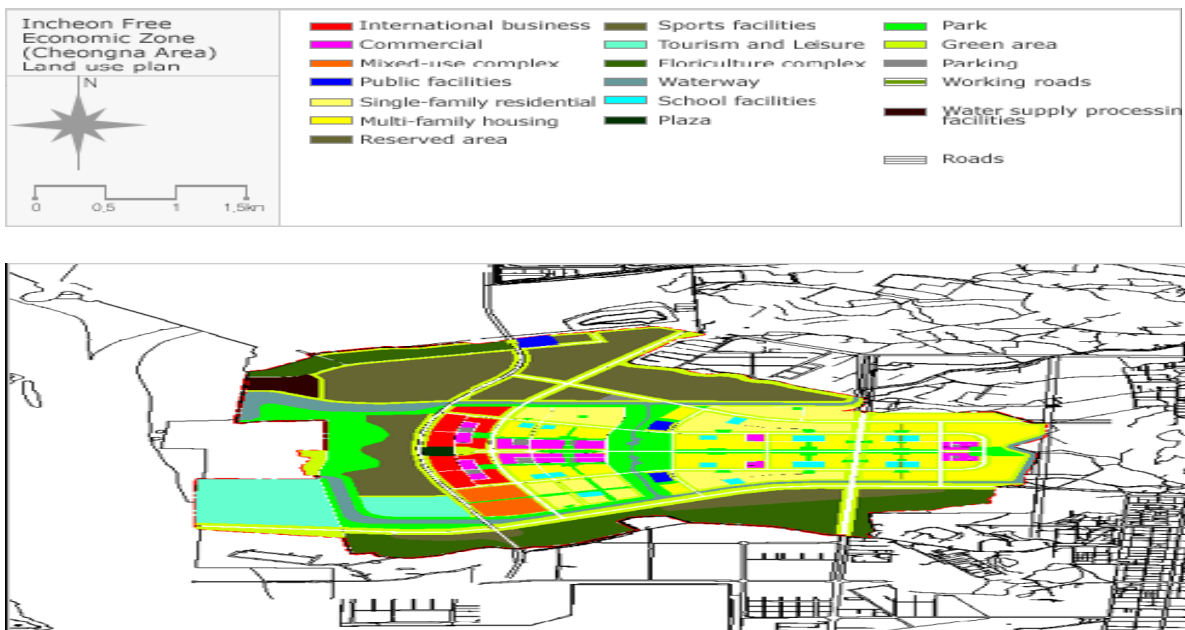 Incheon Free
Economic Zone
(Cheongna Area)
Land use plan
N
0 0,5 1 1,5km
International business
Commercial
Mixed-use complex
Public facilities
Single-family residential
Multi-family housing
Reserved area
Sports facilities
Tourism and Leisure
Floriculture complex
Waterway
School facilities
Plaza
Park
Green area
Parking
Working roads
Water supply processin
facilities
Roads